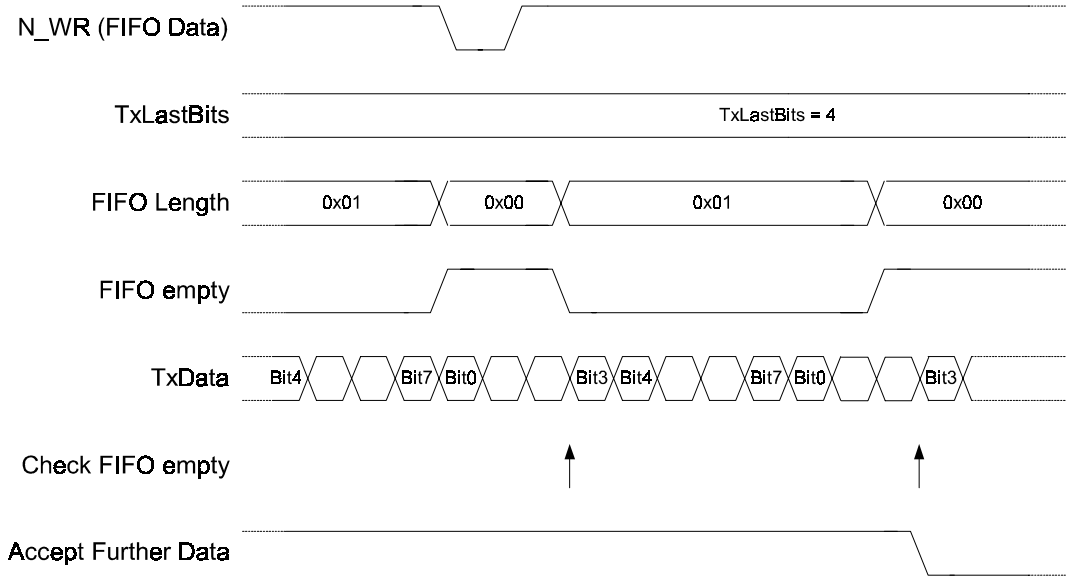 N_WR (FIFO Data)
TxLastBits
TxLastBits = 4
FIFO Length
0x01
0x00
0x01
0x00
FIFO empty
TxData
Bit4
Bit7
Bit0
Bit3
Bit4
Bit7
Bit0
Bit3
Check FIFO empty
Accept Further Data